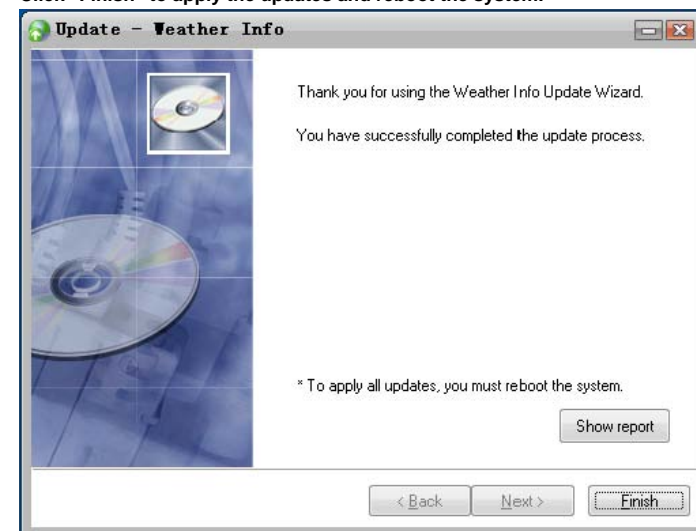 Click "Finish" to apply the updates and reboot the system.
Update - Weather Info
Thank you for using the Weather Info Update Wizard.
You have successfully completed the update process.
* To apply all updates, you must reboot the system.
Show report
< Back
Next >
Finish